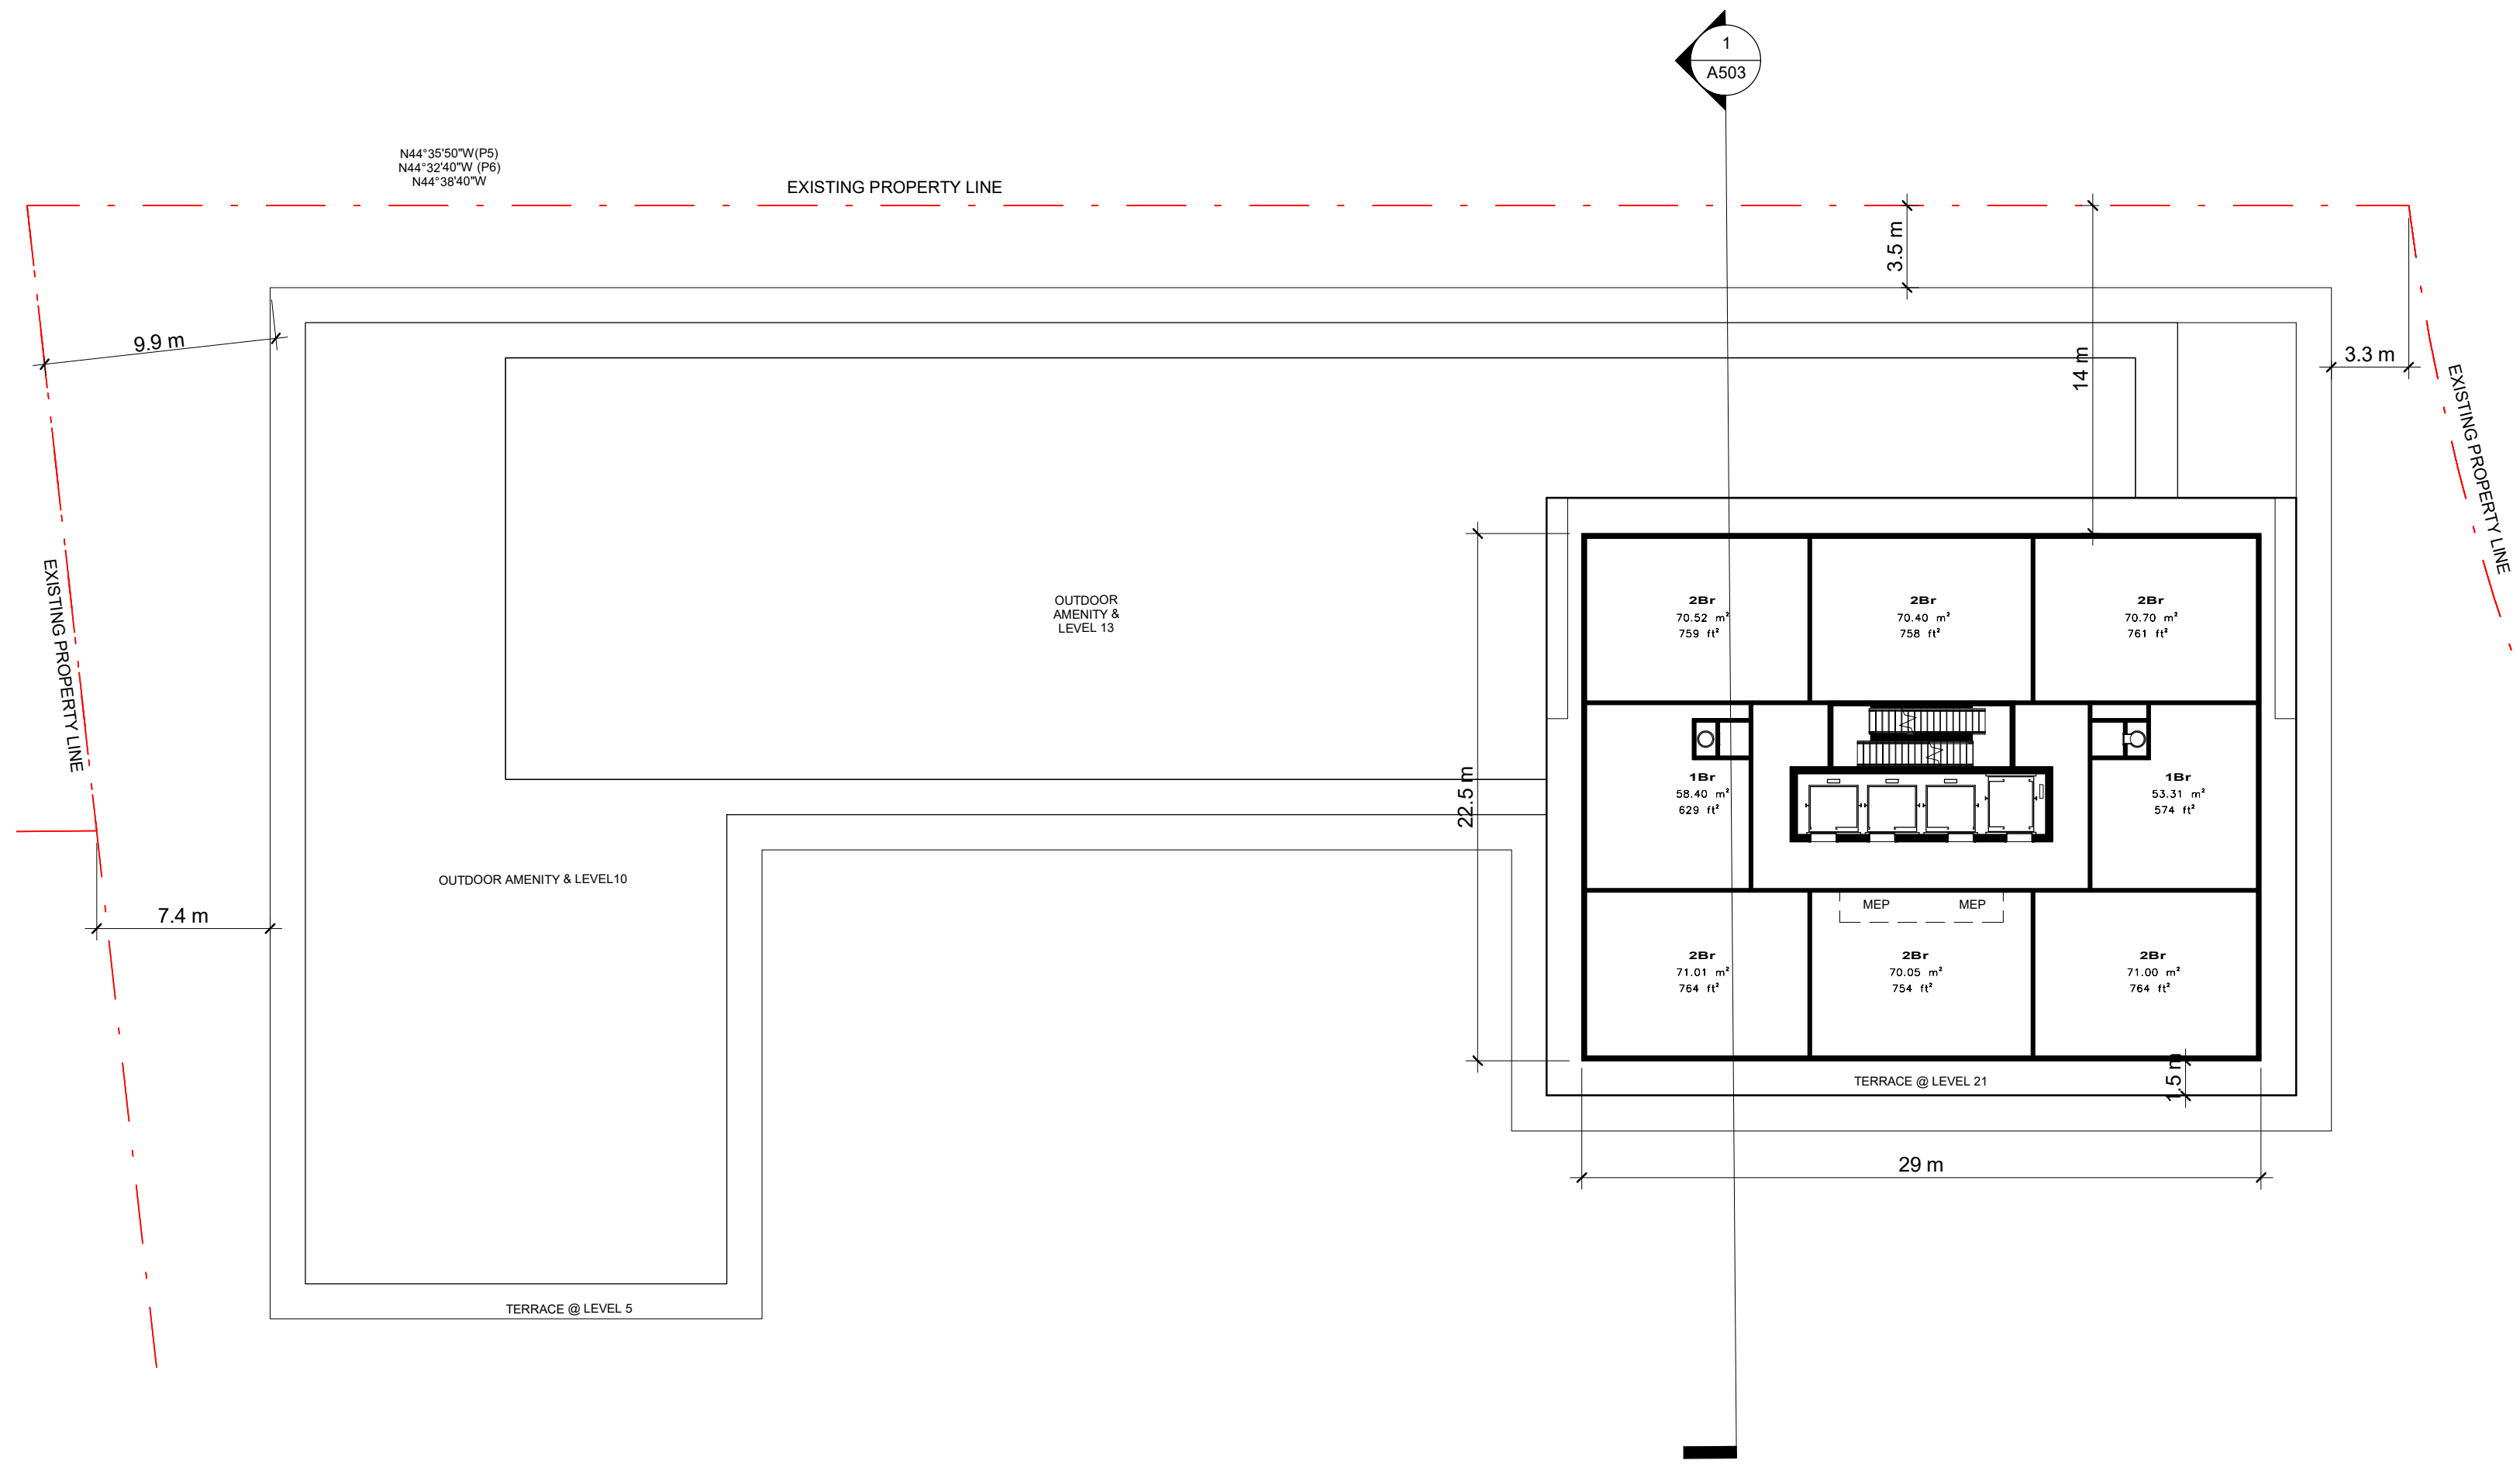 1
A503
N44°35'50"W(P5)
N44°32'40"W (P6)
N44°38'40"W
EXISTING PROPERTY LINE
3.5 m
9.9 m
14 m
3.3 m
EXISTING PROPERTY LINE
EXISTING PROPERTY LINE
OUTDOOR
AMENITY &
LEVEL 13
2Br
70.52 m²
759 ft²
2Br
70.40 m²
758 ft²
2Br
70.70 m²
761 ft²
22.5 m
1Br
58.40 m²
629 ft²
1Br
53.31 m²
574 ft²
OUTDOOR AMENITY & LEVEL10
7.4 m
MEP
MEP
2Br
71.01 m²
764 ft²
2Br
70.05 m²
754 ft²
2Br
71.00 m²
764 ft²
TERRACE @ LEVEL 21
1.5 m
29 m
TERRACE @ LEVEL 5